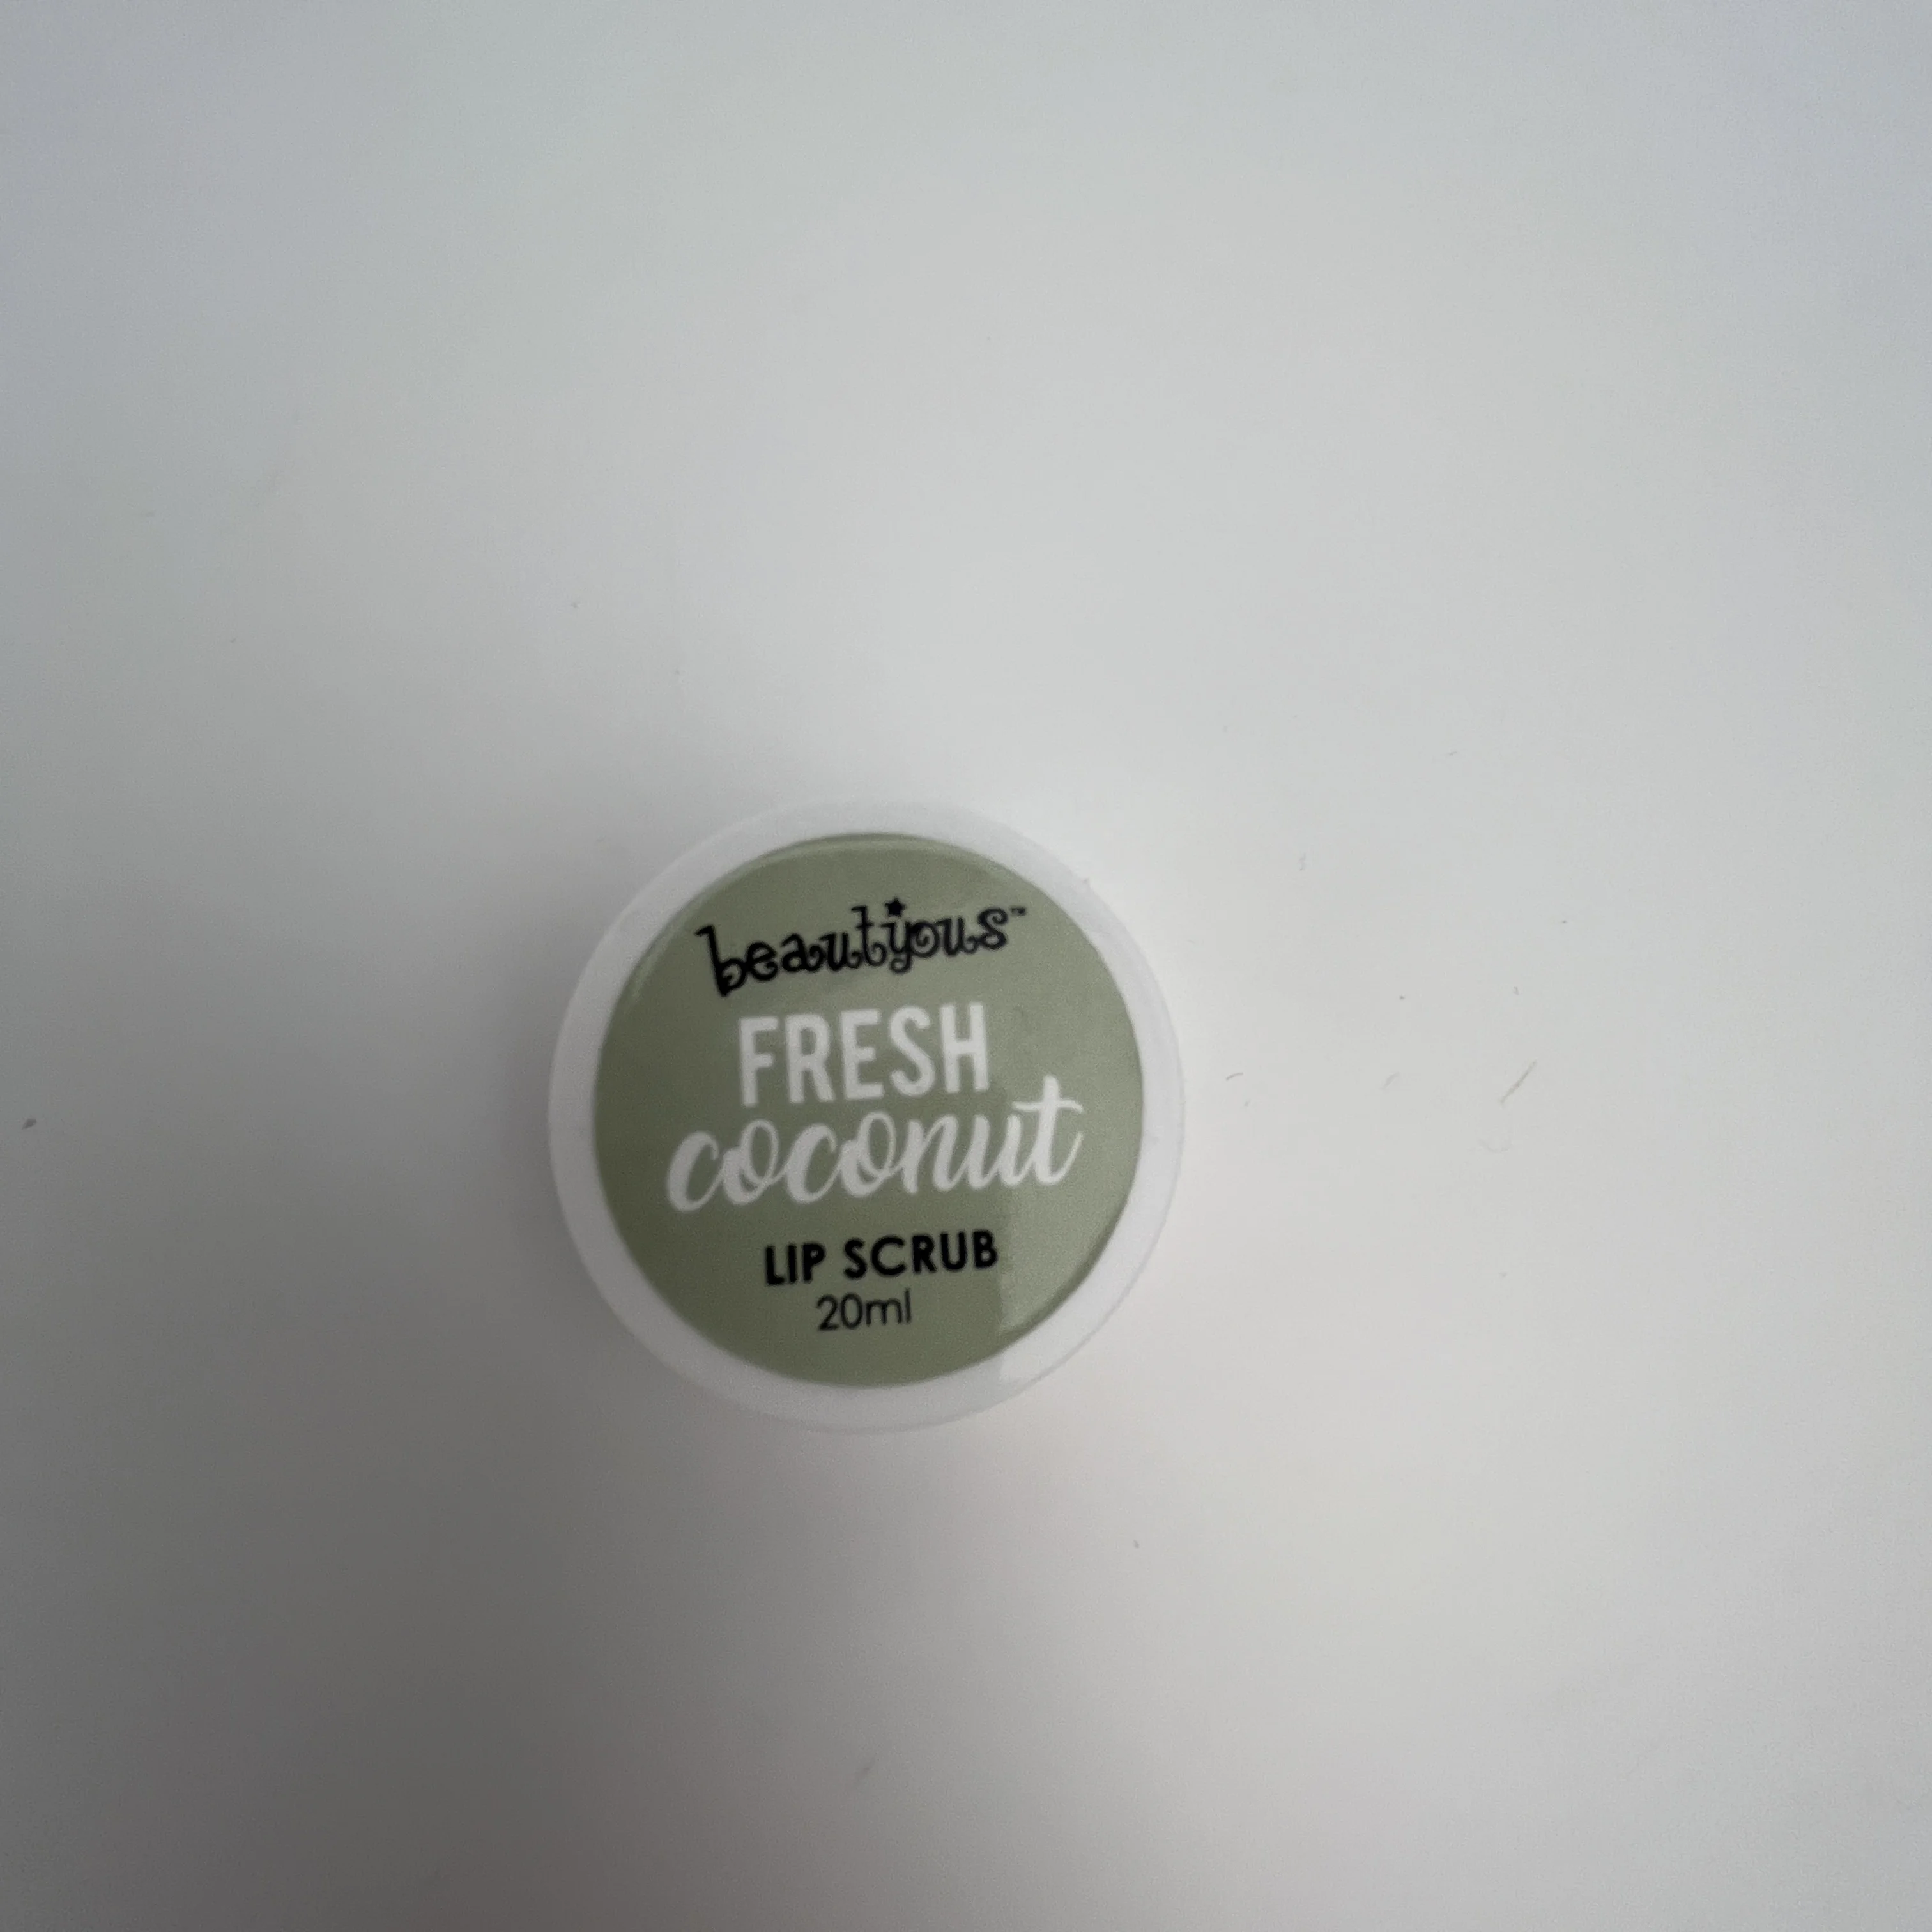 beautyous™
FRESH
coconut
LIP SCRUB
20ml